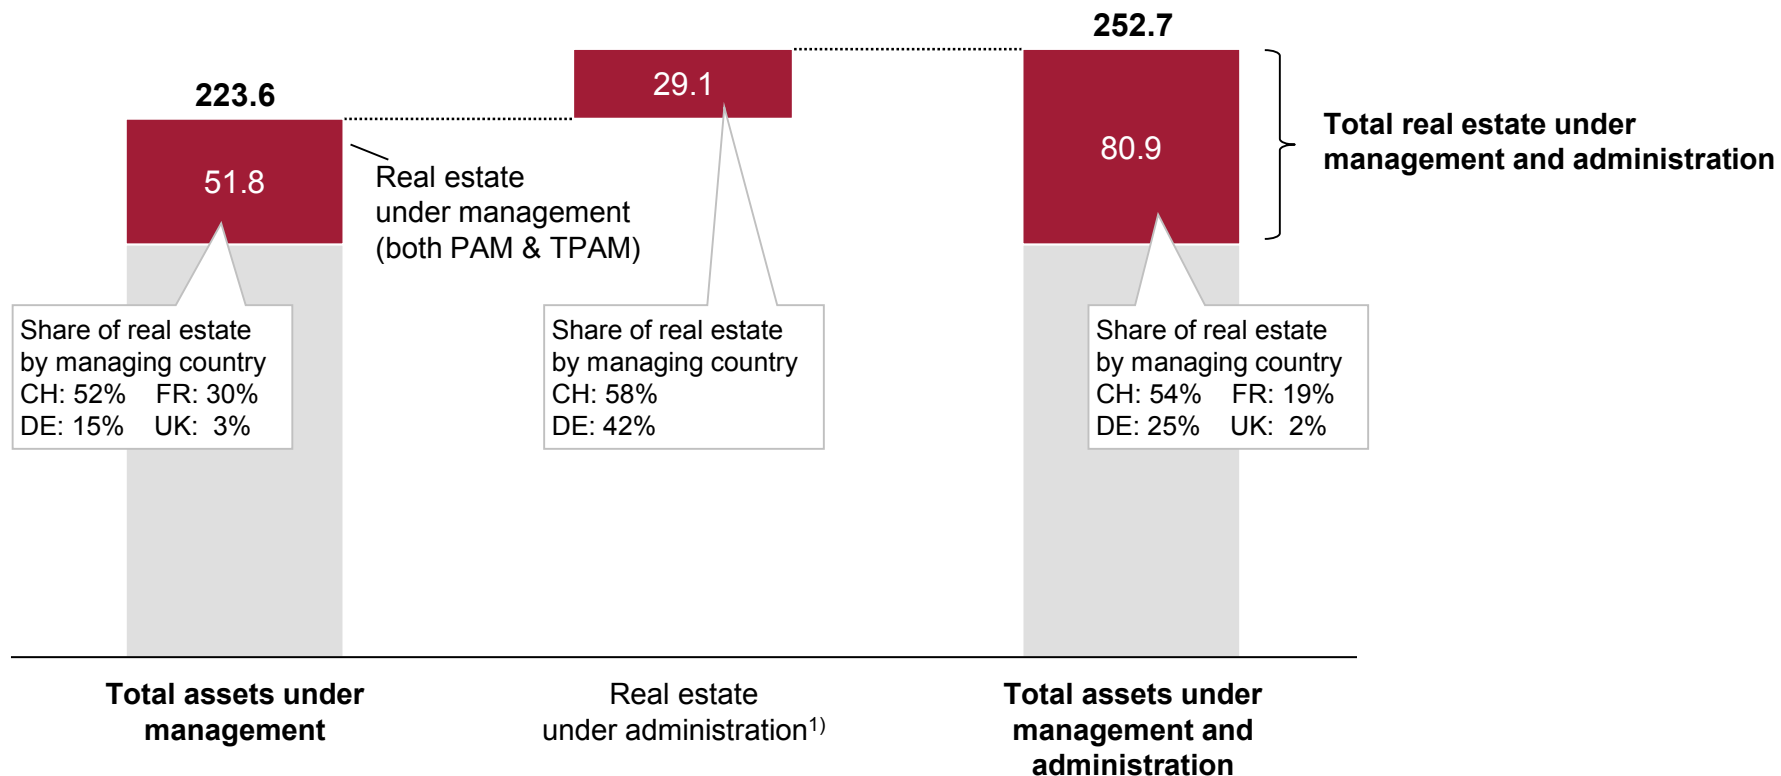 252.7
223.6
29.1
51.8
80.9
Total real estate under
management and administration
Real estate
under management
(both PAM & TPAM)
Share of real estate
by managing country
CH: 52% FR: 30%
DE: 15% UK: 3%
Share of real estate
by managing country
CH: 58%
DE: 42%
Share of real estate
by managing country
CH: 54% FR: 19%
DE: 25% UK: 2%
Total assets under
management
Real estate
under administration1)
Total assets under
management and
administration